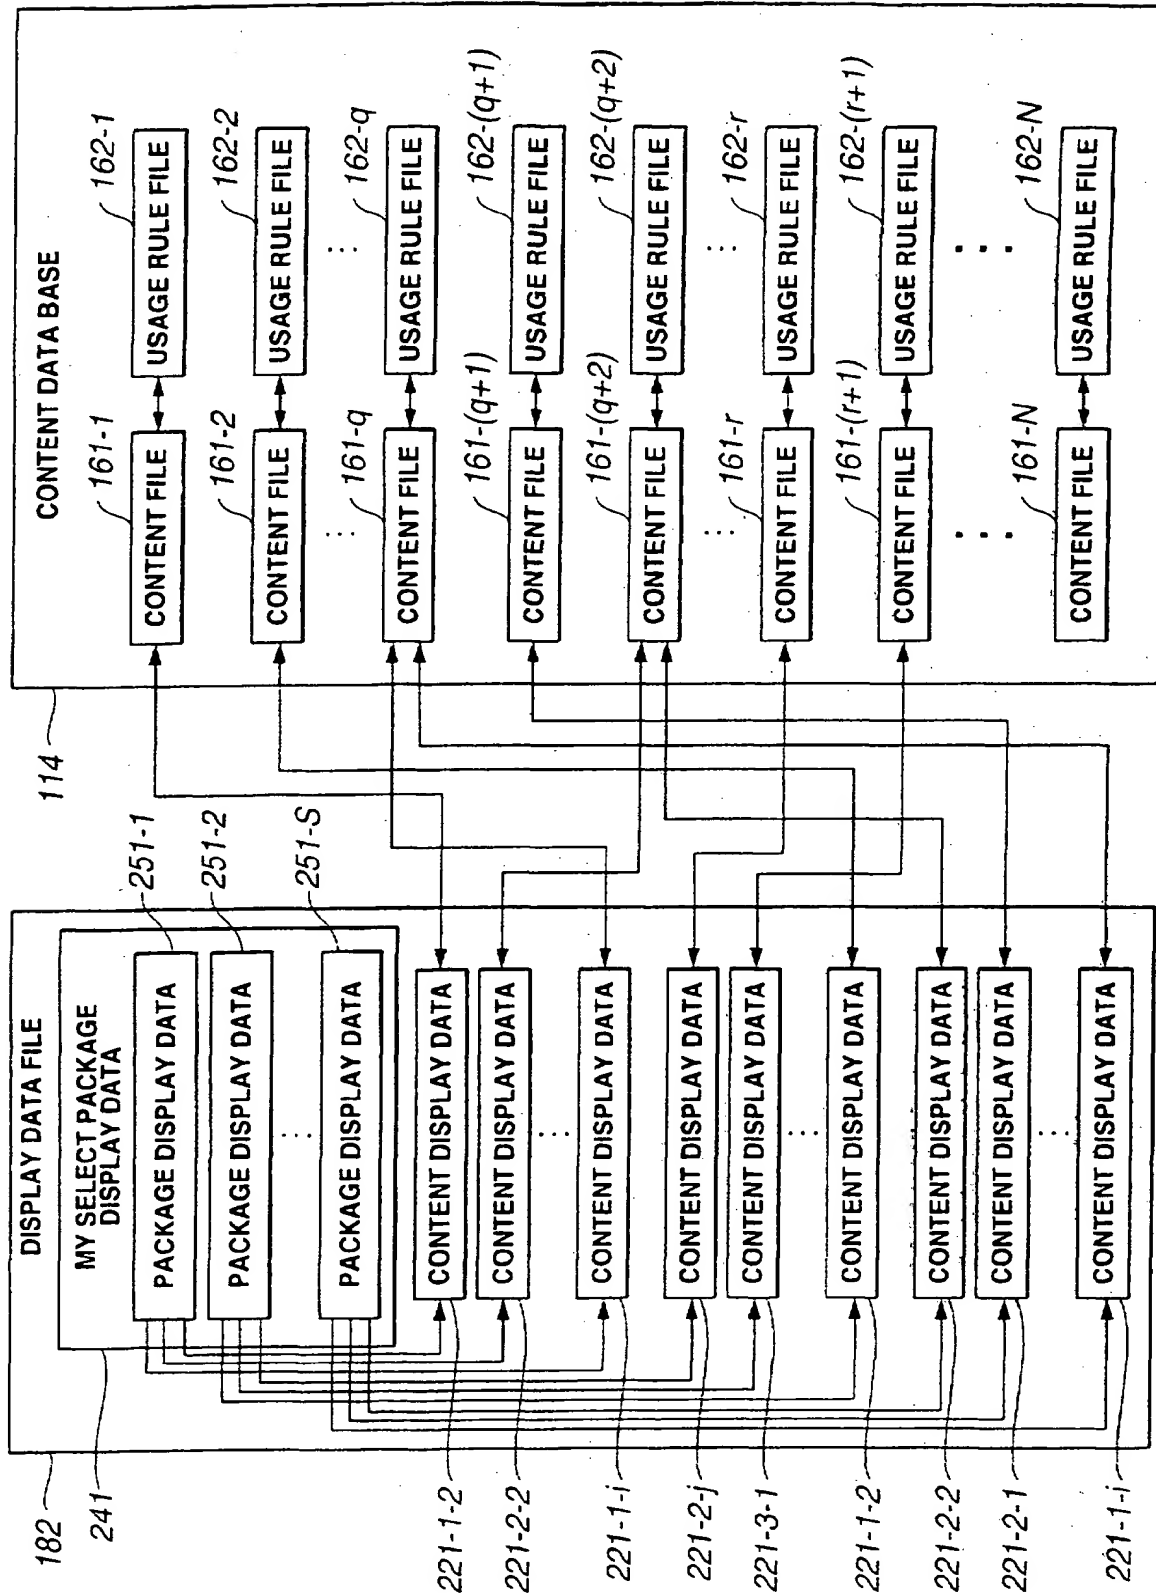 DISPLAY DATA FILE
182
MY SELECT PACKAGE
DISPLAY DATA
241
PACKAGE DISPLAY DATA
251-1
PACKAGE DISPLAY DATA
251-2
...
PACKAGE DISPLAY DATA
251-S
221-1-2
CONTENT DISPLAY DATA
221-2-2
CONTENT DISPLAY DATA
...
221-1-i
CONTENT DISPLAY DATA
221-2-j
CONTENT DISPLAY DATA
221-3-1
CONTENT DISPLAY DATA
...
221-1-2
CONTENT DISPLAY DATA
221-2-2
CONTENT DISPLAY DATA
221-2-1
CONTENT DISPLAY DATA
...
221-1-i
CONTENT DISPLAY DATA
114
CONTENT DATA BASE
161-1
CONTENT FILE
162-1
USAGE RULE FILE
161-2
CONTENT FILE
162-2
USAGE RULE FILE
... ...
161-q
CONTENT FILE
162-q
USAGE RULE FILE
161-(q+1)
CONTENT FILE
162-(q+1)
USAGE RULE FILE
161-(q+2)
CONTENT FILE
162-(q+2)
USAGE RULE FILE
... ...
161-r
CONTENT FILE
162-r
USAGE RULE FILE
161-(r+1)
CONTENT FILE
162-(r+1)
USAGE RULE FILE
... ...
161-N
CONTENT FILE
162-N
USAGE RULE FILE